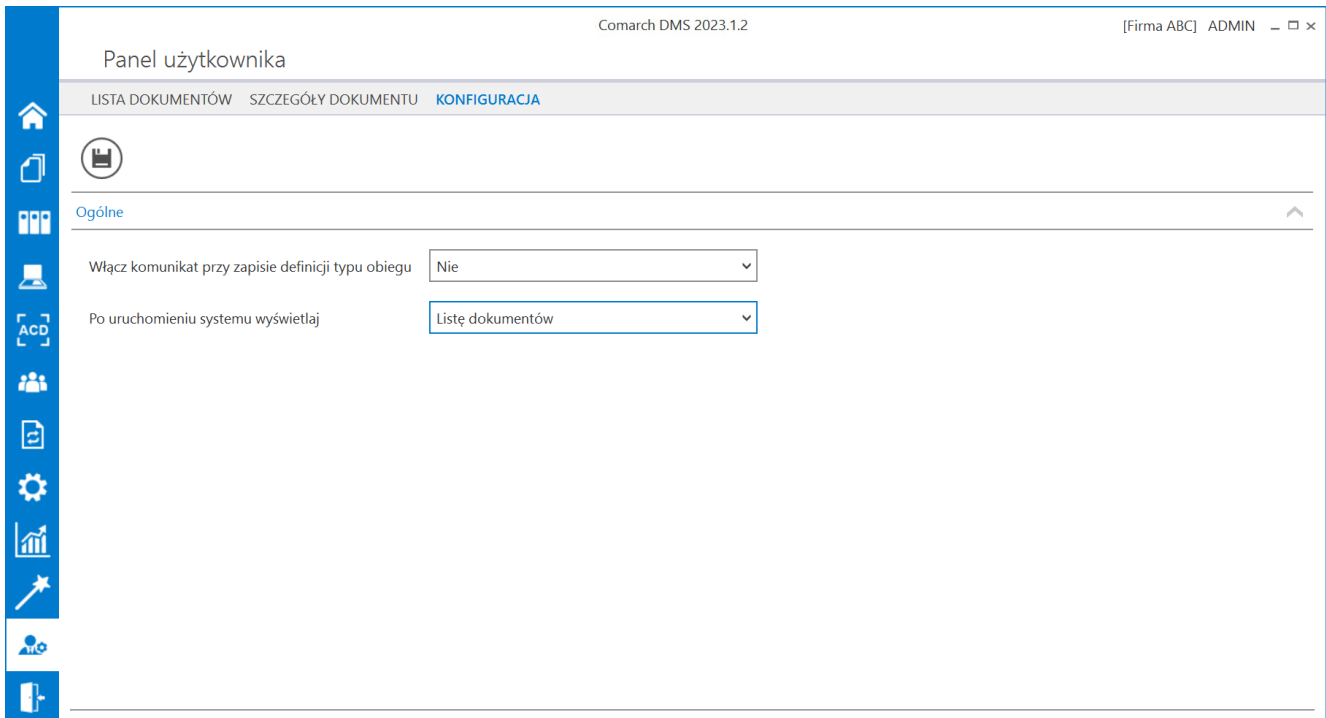 Comarch DMS 2023.1.2
[Firma ABC] ADMIN
Panel użytkownika
LISTA DOKUMENTÓW SZCZEGÓŁY DOKUMENTU KONFIGURACJA
Ogólne
Włącz komunikat przy zapisie definicji typu obiegu Nie
Po uruchomieniu systemu wyświetlaj Listę dokumentów
ACD